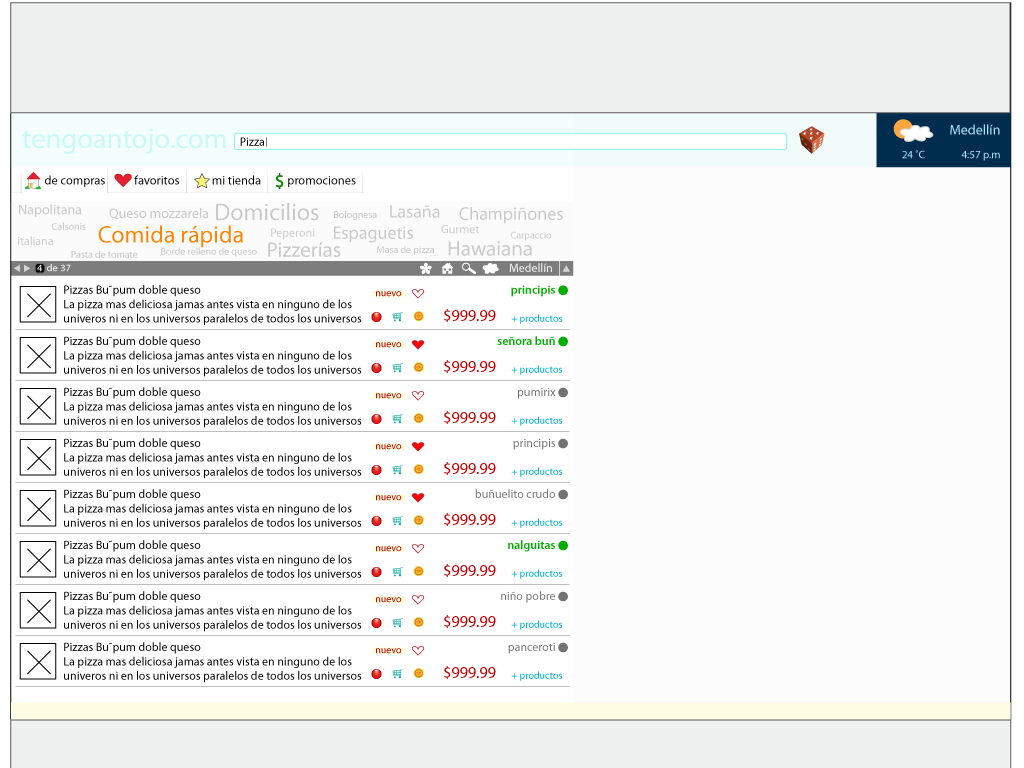 tengoantojo.com
Pizza
Medellín
24 °C 4:57 p.m
de compras favoritos mi tienda promociones
Napolitana Queso mozzarela Domicilios Bolognesa Lasaña Champiñones
Calsonis Comida rápida Peperoni Espaguetis Gurmet Carpaccio
italiana Pasta de tomate Borde relleno de queso Pizzerías Masa de pizza Hawaiana
4 de 37 Medellín
Pizzas Bu¨pum doble queso nuevo principis
La pizza mas deliciosa jamas antes vista en ninguno de los
univeros ni en los universos paralelos de todos los universos $999.99 + productos
Pizzas Bu¨pum doble queso nuevo señora buñ
La pizza mas deliciosa jamas antes vista en ninguno de los
univeros ni en los universos paralelos de todos los universos $999.99 + productos
Pizzas Bu¨pum doble queso nuevo pumirix
La pizza mas deliciosa jamas antes vista en ninguno de los
univeros ni en los universos paralelos de todos los universos $999.99 + productos
Pizzas Bu¨pum doble queso nuevo principis
La pizza mas deliciosa jamas antes vista en ninguno de los
univeros ni en los universos paralelos de todos los universos $999.99 + productos
Pizzas Bu¨pum doble queso nuevo buñuelito crudo
La pizza mas deliciosa jamas antes vista en ninguno de los
univeros ni en los universos paralelos de todos los universos $999.99 + productos
Pizzas Bu¨pum doble queso nuevo nalguitas
La pizza mas deliciosa jamas antes vista en ninguno de los
univeros ni en los universos paralelos de todos los universos $999.99 + productos
Pizzas Bu¨pum doble queso nuevo niño pobre
La pizza mas deliciosa jamas antes vista en ninguno de los
univeros ni en los universos paralelos de todos los universos $999.99 + productos
Pizzas Bu¨pum doble queso nuevo panceroti
La pizza mas deliciosa jamas antes vista en ninguno de los
univeros ni en los universos paralelos de todos los universos $999.99 + productos